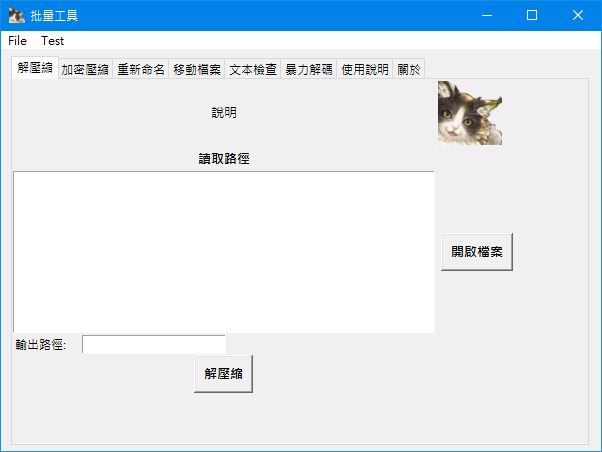 批量工具
File Test
解壓縮 加密壓縮 重新命名 移動檔案 文本檢查 暴力解碼 使用說明 關於
說明
讀取路徑
開啟檔案
輸出路徑:
解壓縮